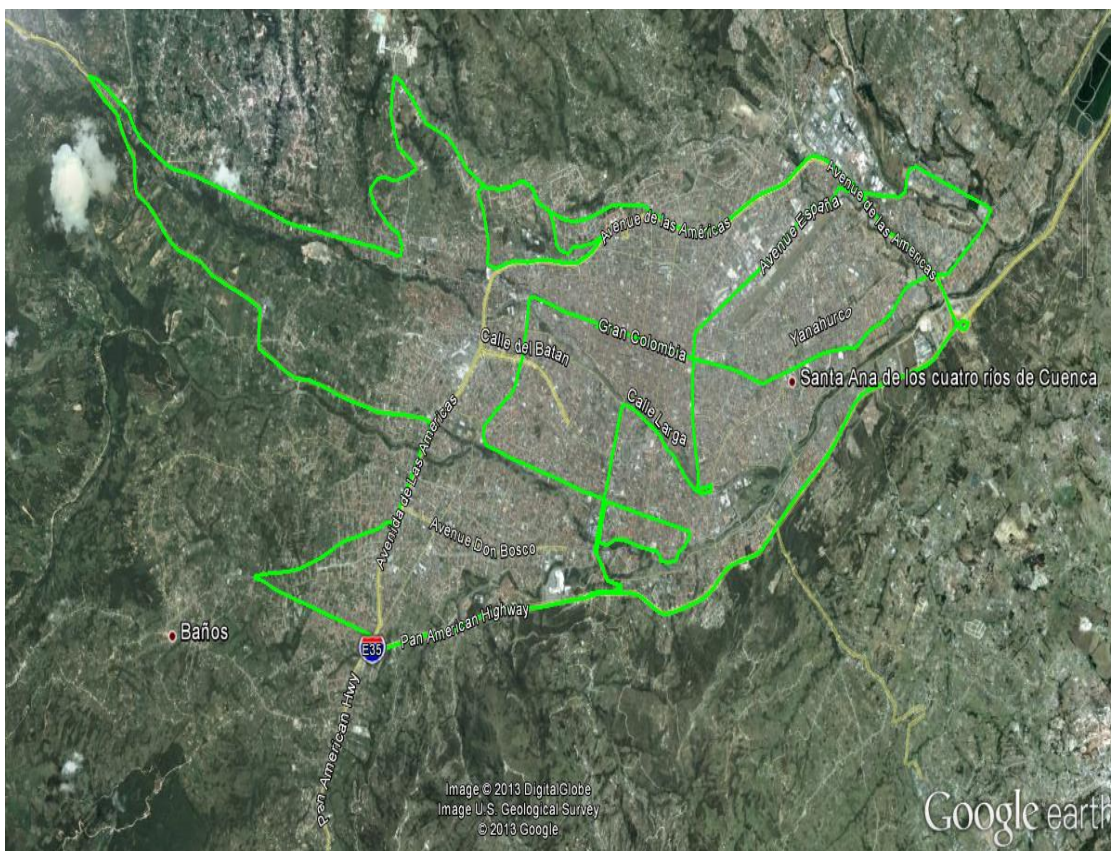 Avenue de las Americas
Avenue de las Américas
Avenue España
Yanahurco
Gran Colombia
Calle del Batan
Santa Ana de los cuatro ríos de Cuenca
Calle Larga
Avenida de Las Americas
Avenue Don Bosco
Pan American Highway
Baños
E35
Pan American Hwy
Image © 2013 DigitalGlobe
Image U.S. Geological Survey
© 2013 Google
Google earth